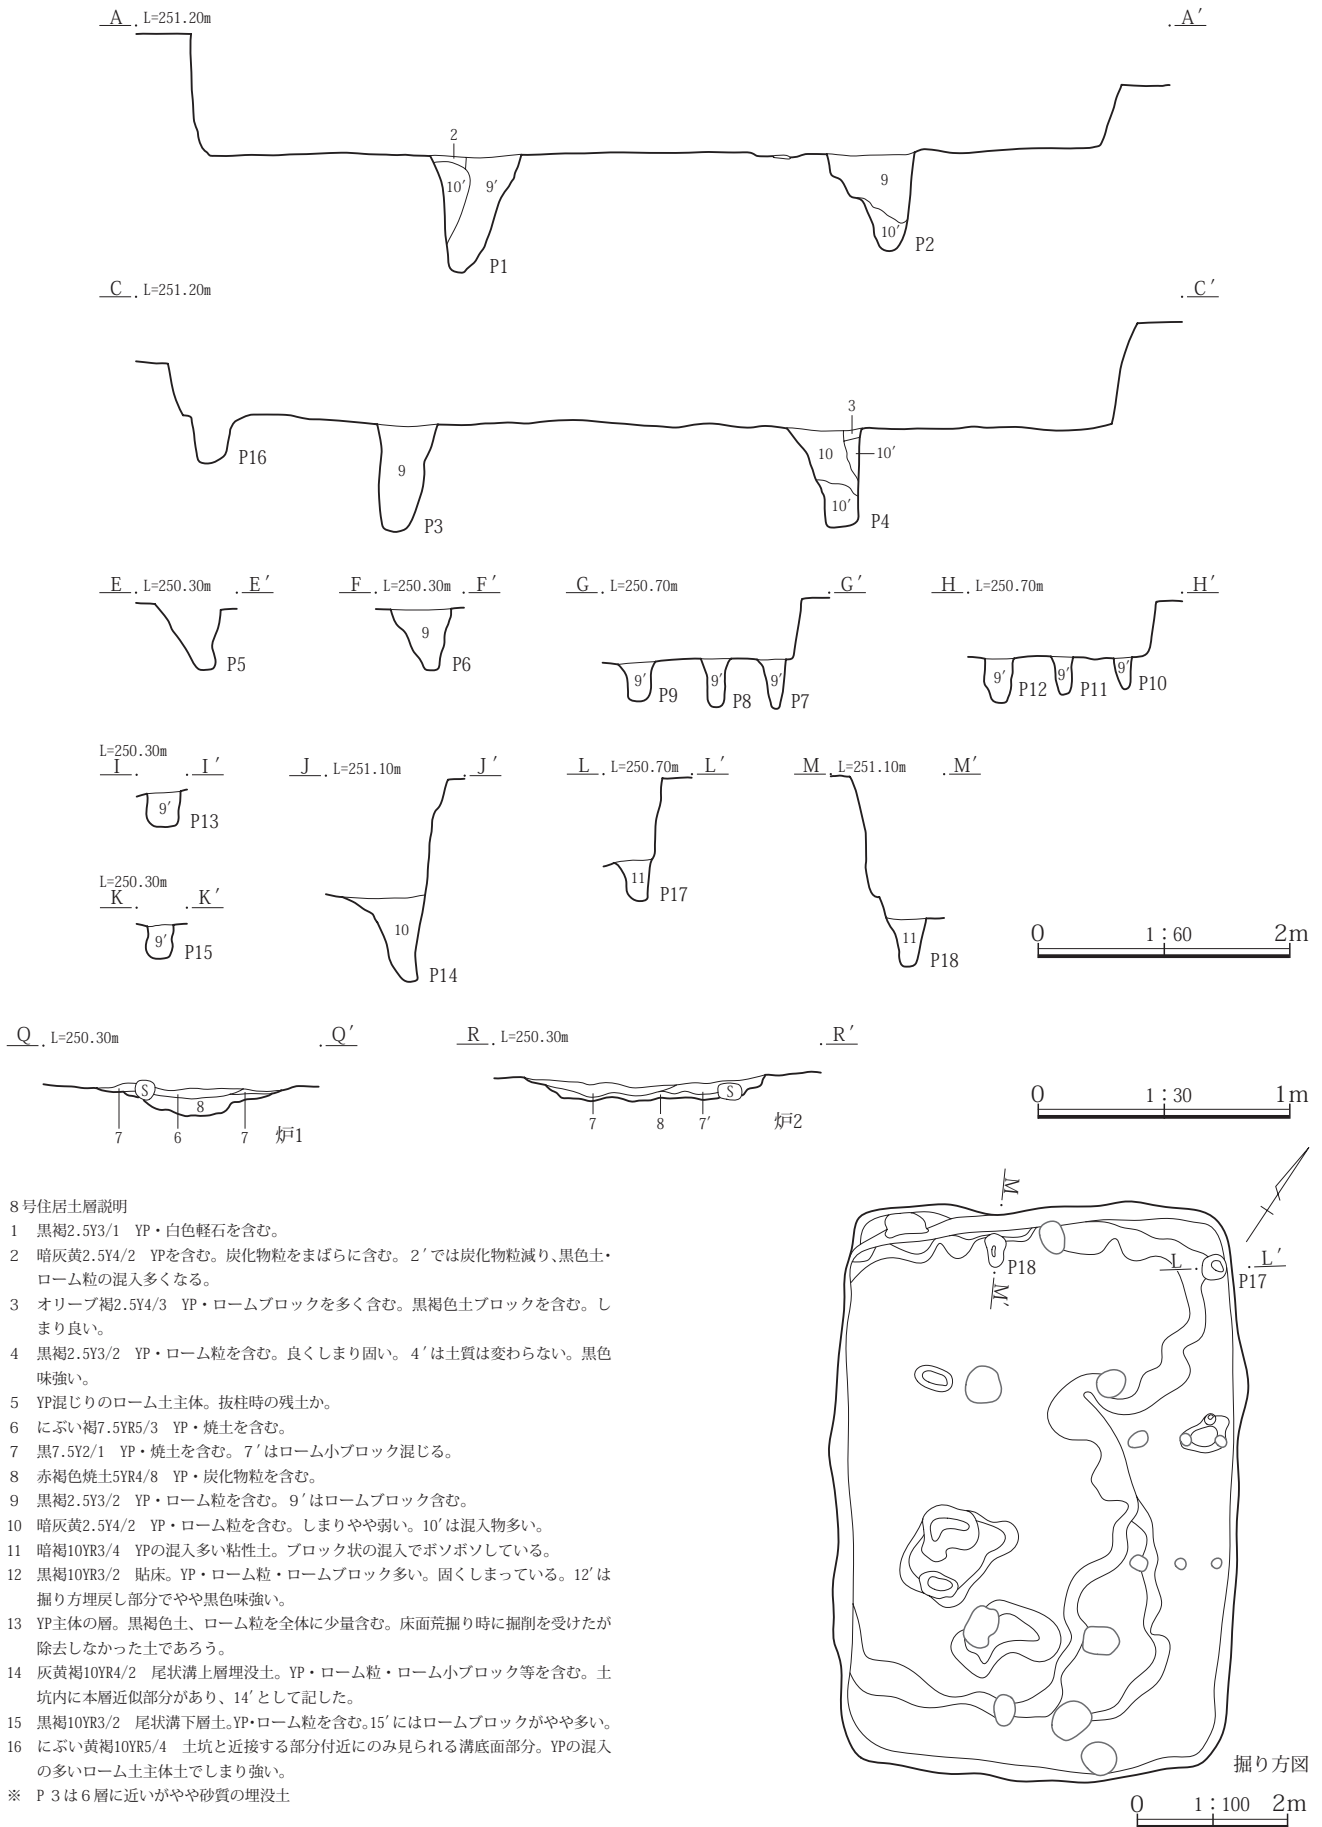 A L=251.20m A′
2
10′ 9′
9
10′
P1
P2
C L=251.20m C′
3
9
10
10′
10′
P16
P3
P4
E L=250.30m E′
P5
F L=250.30m F′
9
P6
G L=250.70m G′
9′ 9′ 9′
P9 P8 P7
H L=250.70m H′
9′ 9′ 9′
P12 P11 P10
L=250.30m
I I′
9′
P13
J L=251.10m J′
10
P14
L L=250.70m L′
11
P17
M L=251.10m M′
11
P18
L=250.30m
K K′
9′
P15
0 1：60 2m
Q L=250.30m Q′
S
8
7 6 7 炉1
R L=250.30m R′
S
7 8 7′ 炉2
0 1：30 1m
8号住居土層説明
1 黒褐2.5Y3/1 YP・白色軽石を含む。
2 暗灰黄2.5Y4/2 YPを含む。炭化物粒をまばらに含む。2′では炭化物粒減り、黒色土・
ローム粒の混入多くなる。
3 オリーブ褐2.5Y4/3 YP・ロームブロックを多く含む。黒褐色土ブロックを含む。し
まり良い。
4 黒褐2.5Y3/2 YP・ローム粒を含む。良くしまり固い。4′は土質は変わらない。黒色
味強い。
5 YP混じりのローム土主体。抜柱時の残土か。
6 にぶい褐7.5YR5/3 YP・焼土を含む。
7 黒7.5Y2/1 YP・焼土を含む。7′はローム小ブロック混じる。
8 赤褐色焼土5YR4/8 YP・炭化物粒を含む。
9 黒褐2.5Y3/2 YP・ローム粒を含む。9′はロームブロック含む。
10 暗灰黄2.5Y4/2 YP・ローム粒を含む。しまりやや弱い。10′は混入物多い。
11 暗褐10YR3/4 YPの混入多い粘性土。ブロック状の混入でボソボソしている。
12 黒褐10YR3/2 貼床。YP・ローム粒・ロームブロック多い。固くしまっている。12′は
掘り方埋戻し部分でやや黒色味強い。
13 YP主体の層。黒褐色土、ローム粒を全体に少量含む。床面荒掘り時に掘削を受けたが
除去しなかった土であろう。
14 灰黄褐10YR4/2 尾状溝上層埋没土。YP・ローム粒・ローム小ブロック等を含む。土
坑内に本層近似部分があり、14′として記した。
15 黒褐10YR3/2 尾状溝下層土。YP・ローム粒を含む。15′にはロームブロックがやや多い。
16 にぶい黄褐10YR5/4 土坑と近接する部分付近にのみ見られる溝底面部分。YPの混入
の多いローム土主体土でしまり強い。
※ P3は6層に近いがやや砂質の埋没土
M
P18
M′
L L′
P17
掘り方図
0 1：100 2m